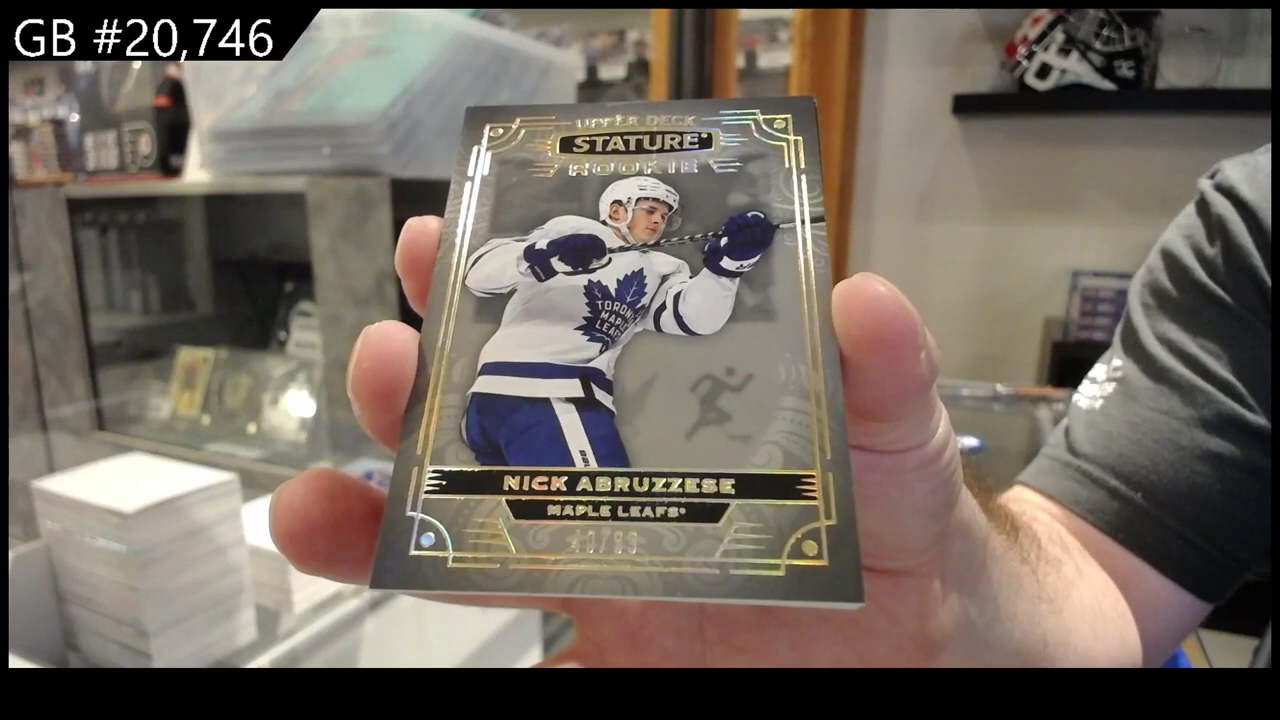 GB #20,746
UPPER DECK
STATURE
ROOKIE
TORONTO
MAPLE
LEAFS
NICK ABRUZZESE
MAPLE LEAFS